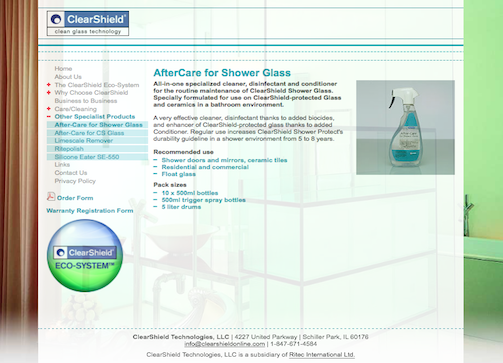 ClearShield
clean glass technology
Home
About Us
The ClearShield Eco-System
Why Choose ClearShield
Business to Business
Care/Cleaning
Other Specialist Products
AfterCare for Shower Glass
AfterCare for CS Glass
Limescale Remover
Ritepolish
Silicone Eater SE-550
Links
Contact Us
Privacy Policy
Order Form
Warranty Registration Form
ClearShield
ECO-SYSTEM™
AfterCare for Shower Glass
All-in-one specialized cleaner, disinfectant and conditioner
for the routine maintenance of ClearShield Shower Glass.
Specially formulated for use on ClearShield-protected Glass
and ceramics in a bathroom environment.
A very effective cleaner, disinfectant thanks to added biocides,
and enhancer of ClearShield-protected glass thanks to added
Conditioner. Regular use increases ClearShield Shower Protect's
durability guideline in a shower environment from 5 to 8 years.
Recommended use
– Shower doors and mirrors, ceramic tiles
– Residential and commercial
– Float glass
Pack sizes
– 10 x 500ml bottles
– 500ml trigger spray bottles
– 5 liter drums
ClearShield Technologies, LLC | 4227 United Parkway | Schiller Park, IL 60176
info@clearshieldonline.com | 1-847-671-4584
ClearShield Technologies, LLC is a subsidiary of Ritec International Ltd.